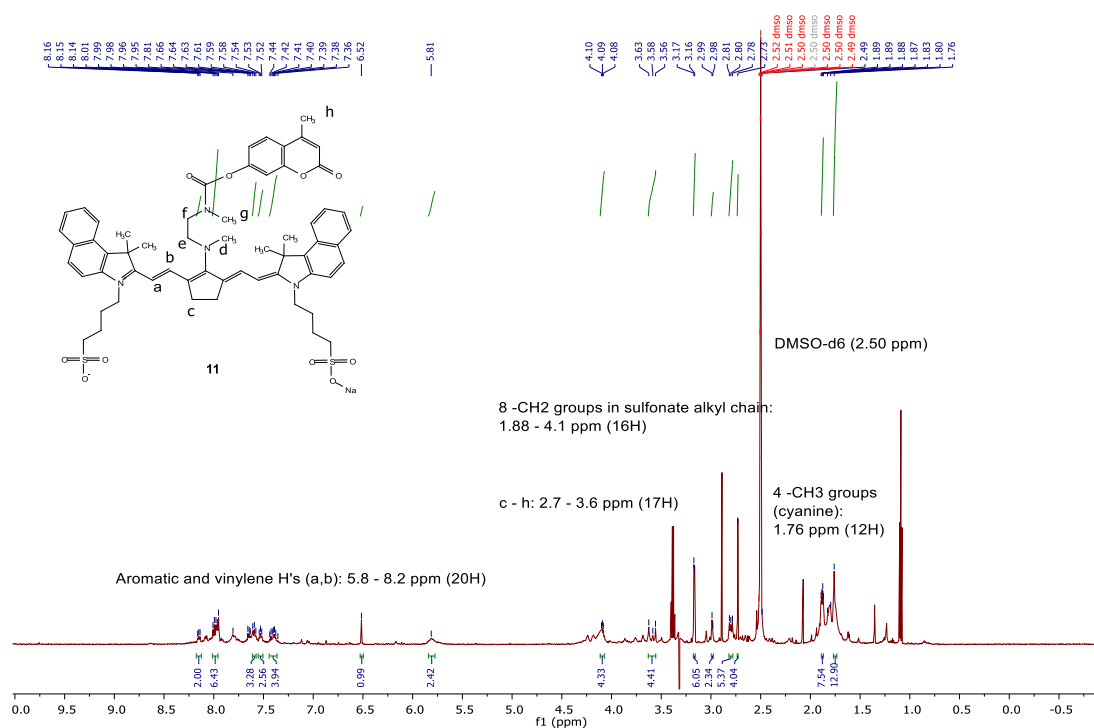 8.16 8.15 8.14 8.01 7.99 7.98 7.96 7.95 7.81 7.66 7.64 7.63 7.61 7.59 7.58 7.54 7.53 7.52 7.44 7.42 7.41 7.40 7.39 7.38 7.36 6.52 5.81 4.10 4.09 4.08 3.63 3.58 3.56 3.17 3.16 2.99 2.98 2.81 2.80 2.78 2.73 2.52 dmso 2.51 dmso 2.50 dmso 2.50 dmso 2.50 dmso 2.50 dmso 2.49 dmso 2.49 1.89 1.89 1.88 1.87 1.83 1.80 1.76
CH3 h
O O O O
f N CH3 g
e
H3C CH3 b N CH3 d H3C CH3
N+ a N
c
O S O
O-
11
O S O
O Na
DMSO-d6 (2.50 ppm)
8 -CH2 groups in sulfonate alkyl chain:
1.88 - 4.1 ppm (16H)
c - h: 2.7 - 3.6 ppm (17H)
4 -CH3 groups
(cyanine):
1.76 ppm (12H)
Aromatic and vinylene H's (a,b): 5.8 - 8.2 ppm (20H)
2.00 6.43 3.28 2.56 3.94 0.99 2.42 4.33 4.41 6.05 2.34 5.37 4.04 7.54 12.90
0.0 9.5 9.0 8.5 8.0 7.5 7.0 6.5 6.0 5.5 5.0 4.5 4.0 3.5 3.0 2.5 2.0 1.5 1.0 0.5 0.0 -0.5
f1 (ppm)